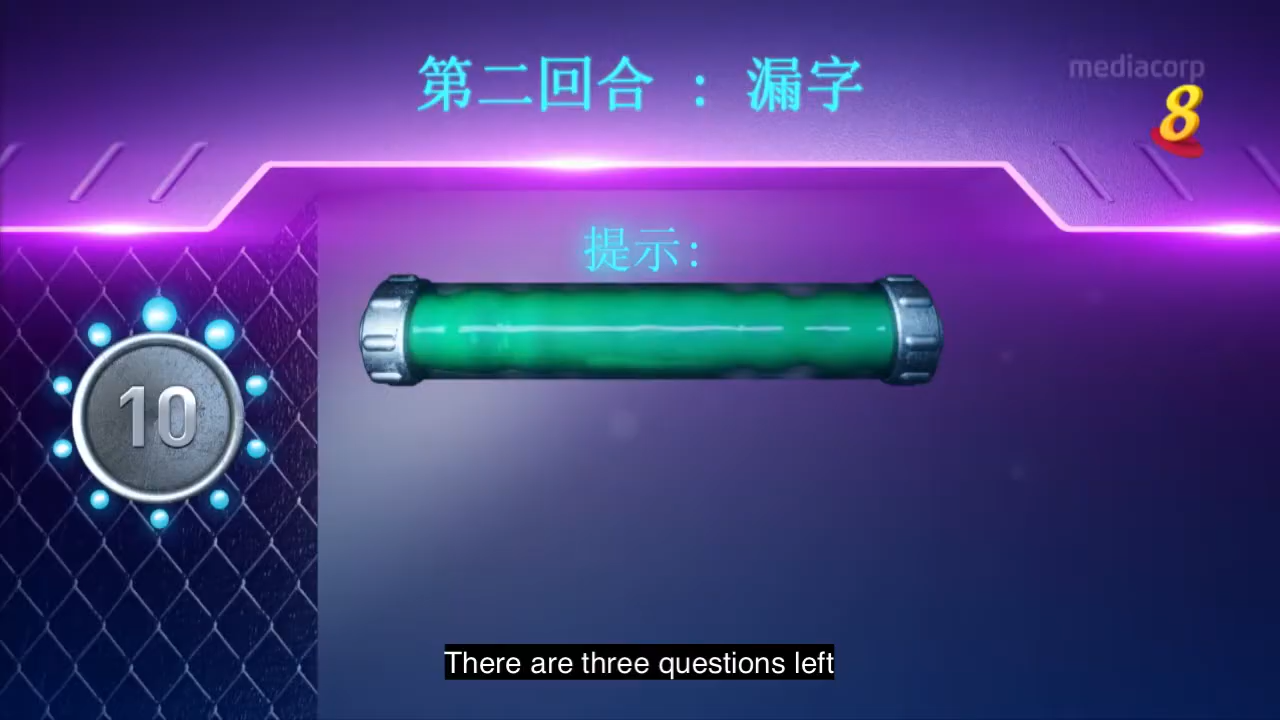 第二回合 : 漏字
mediacorp
8
提示:
10
There are three questions left